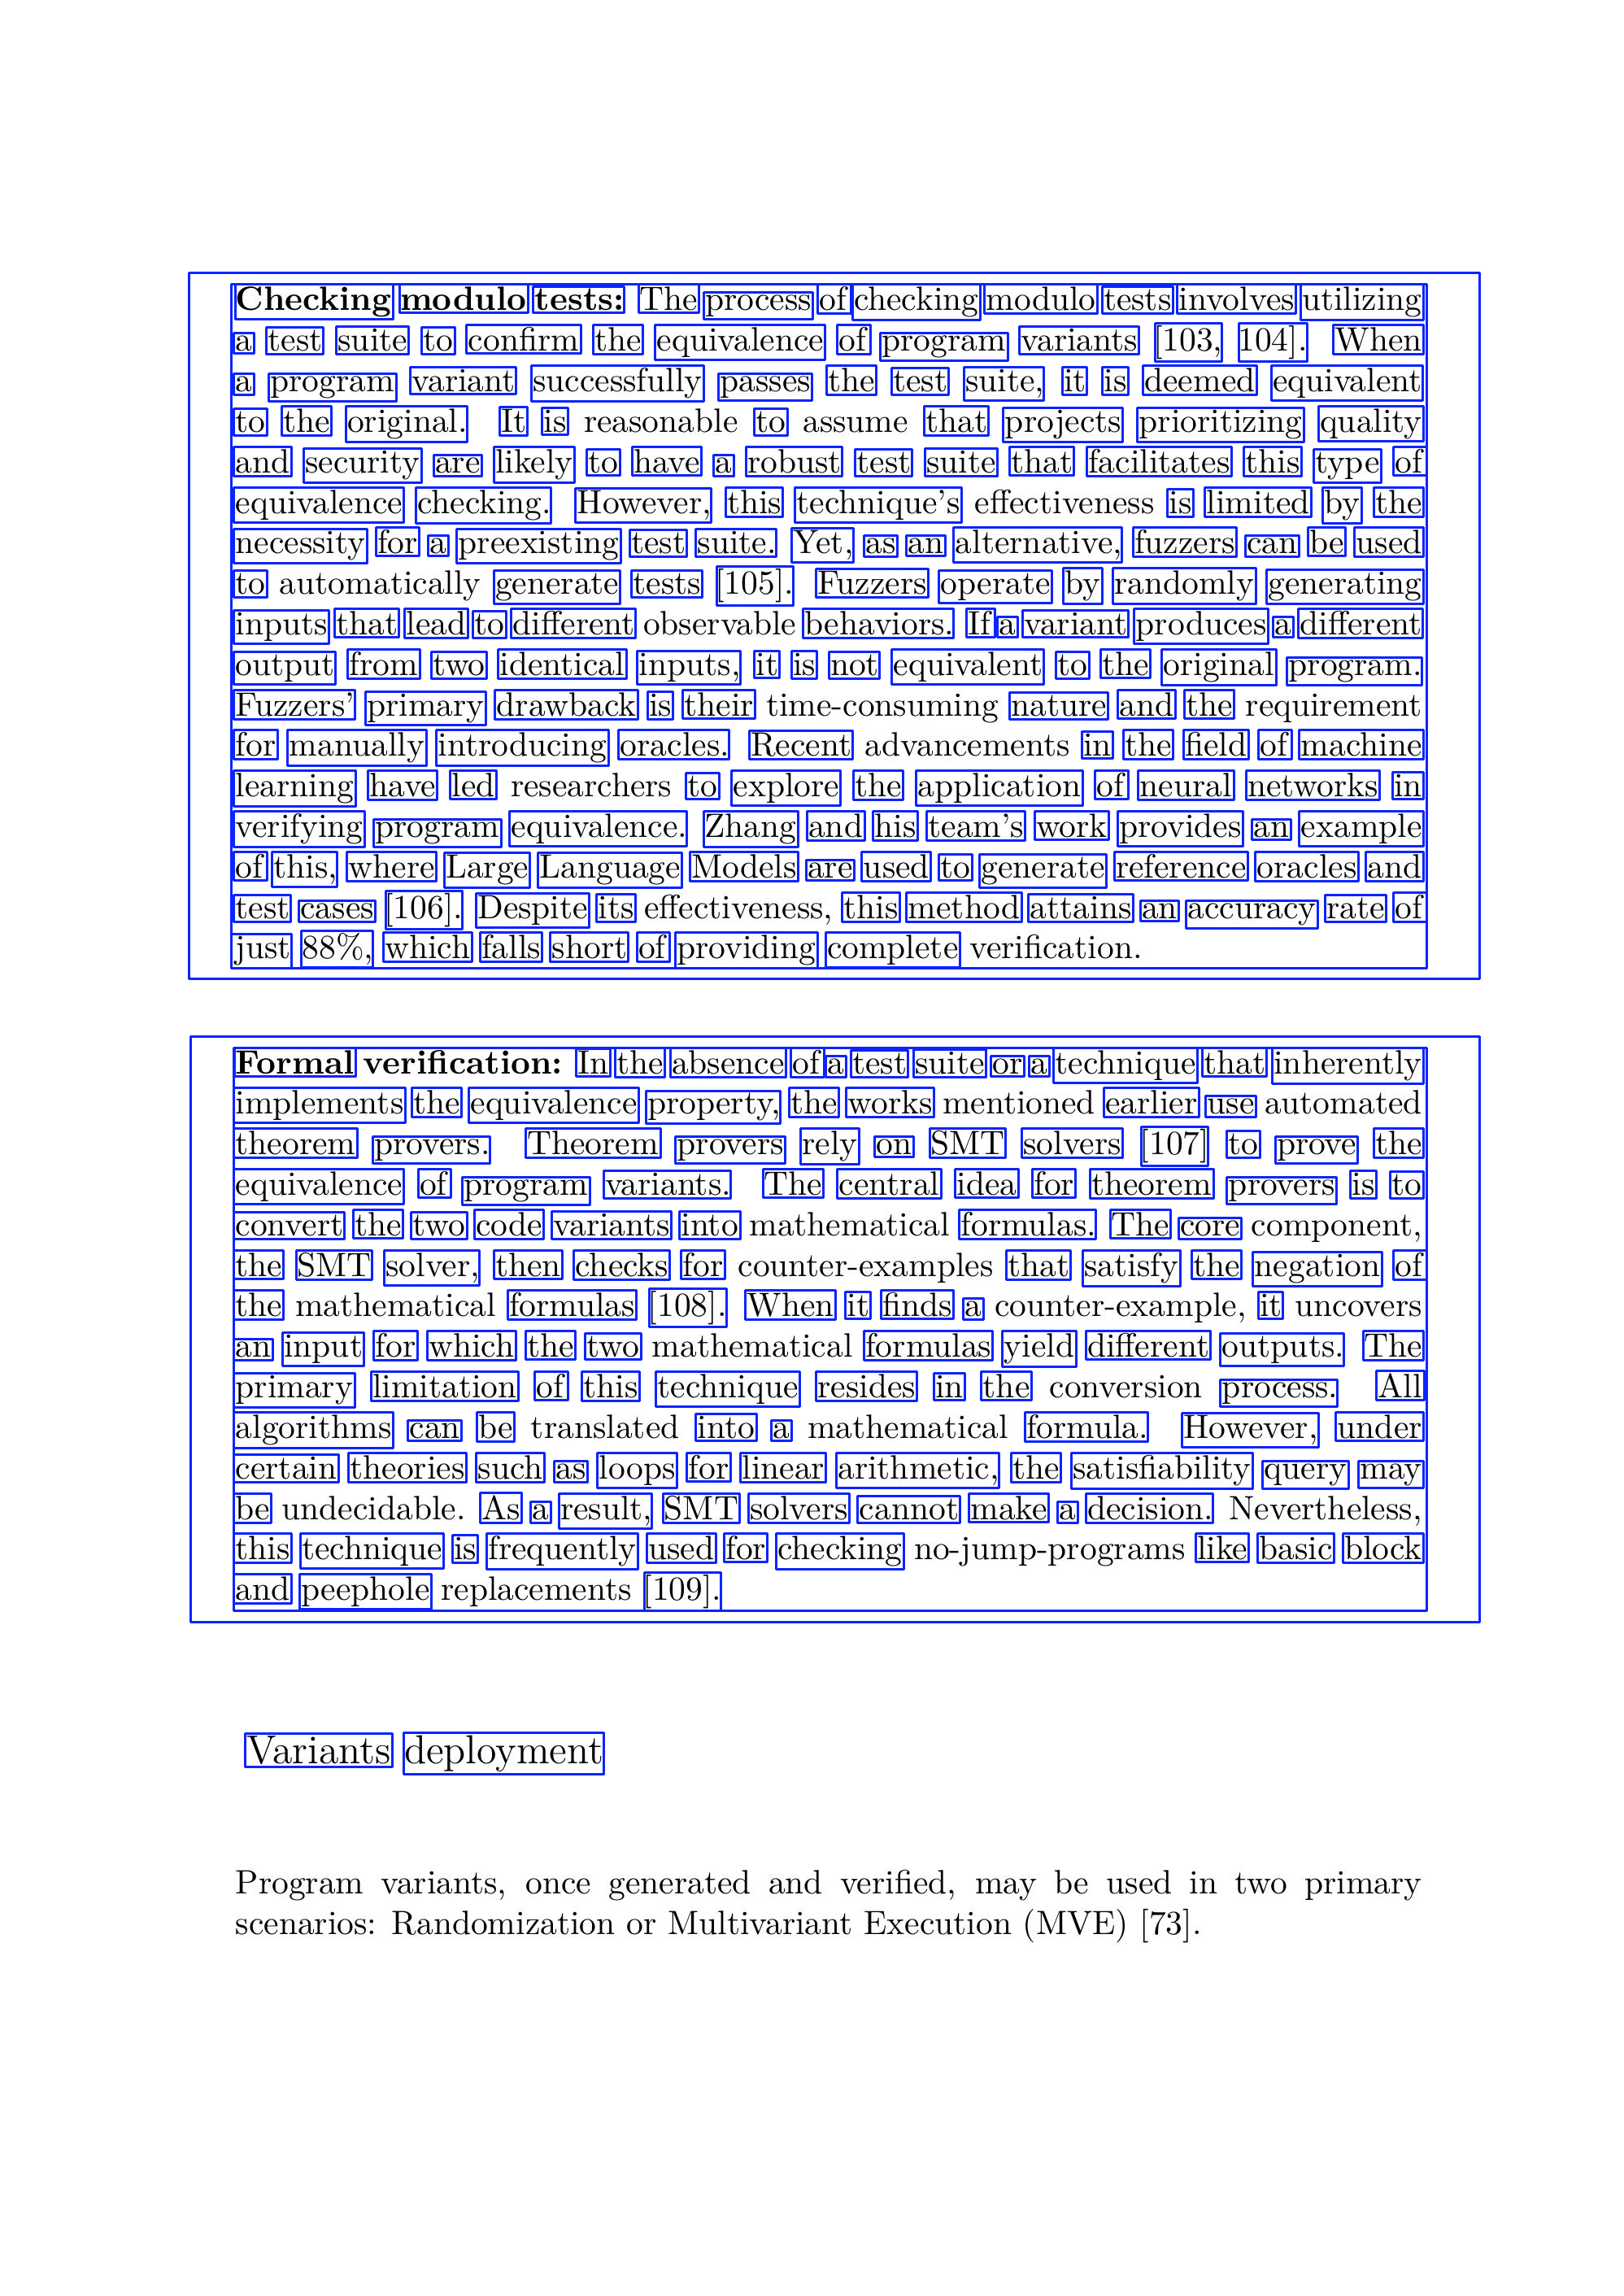 Checking modulo tests: The process of checking modulo tests involves utilizing
a test suite to confirm the equivalence of program variants [103, 104]. When
a program variant successfully passes the test suite, it is deemed equivalent
to the original. It is reasonable to assume that projects prioritizing quality
and security are likely to have a robust test suite that facilitates this type of
equivalence checking. However, this technique's effectiveness is limited by the
necessity for a preexisting test suite. Yet, as an alternative, fuzzers can be used
to automatically generate tests [105]. Fuzzers operate by randomly generating
inputs that lead to different observable behaviors. If a variant produces a different
output from two identical inputs, it is not equivalent to the original program.
Fuzzers' primary drawback is their time-consuming nature and the requirement
for manually introducing oracles. Recent advancements in the field of machine
learning have led researchers to explore the application of neural networks in
verifying program equivalence. Zhang and his team's work provides an example
of this, where Large Language Models are used to generate reference oracles and
test cases [106]. Despite its effectiveness, this method attains an accuracy rate of
just 88%, which falls short of providing complete verification.
Formal verification: In the absence of a test suite or a technique that inherently
implements the equivalence property, the works mentioned earlier use automated
theorem provers. Theorem provers rely on SMT solvers [107] to prove the
equivalence of program variants. The central idea for theorem provers is to
convert the two code variants into mathematical formulas. The core component,
the SMT solver, then checks for counter-examples that satisfy the negation of
the mathematical formulas [108]. When it finds a counter-example, it uncovers
an input for which the two mathematical formulas yield different outputs. The
primary limitation of this technique resides in the conversion process. All
algorithms can be translated into a mathematical formula. However, under
certain theories such as loops for linear arithmetic, the satisfiability query may
be undecidable. As a result, SMT solvers cannot make a decision. Nevertheless,
this technique is frequently used for checking no-jump-programs like basic block
and peephole replacements [109].
Variants deployment
Program variants, once generated and verified, may be used in two primary
scenarios: Randomization or Multivariant Execution (MVE) [73].